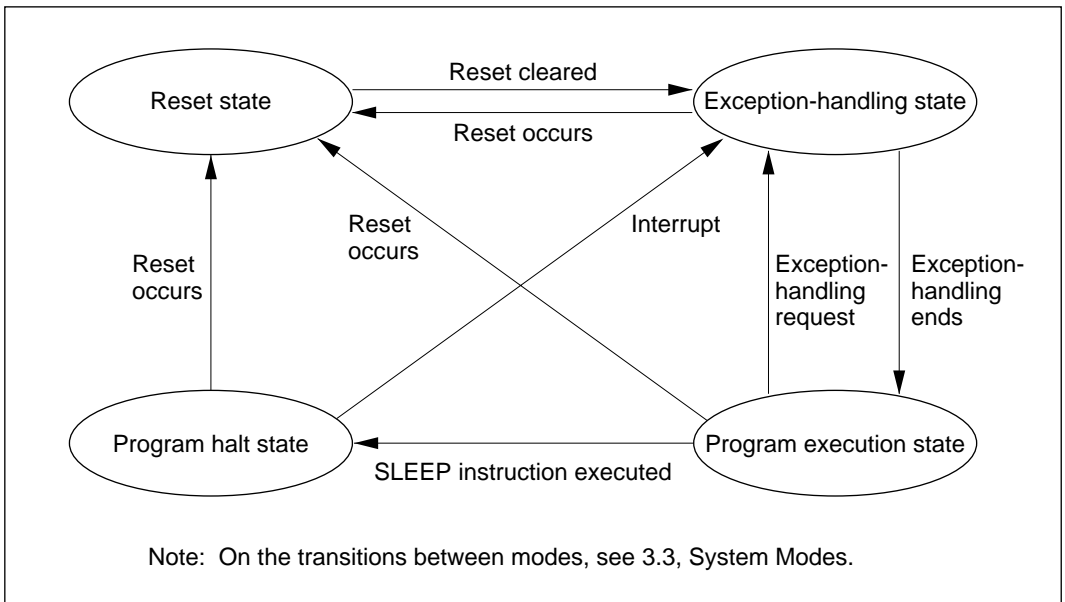 Reset state
Reset cleared
Exception-handling state
Reset occurs
Reset
occurs
Interrupt
Reset
occurs
Exception-
handling
request
Exception-
handling
ends
Program halt state
Program execution state
SLEEP instruction executed
Note: On the transitions between modes, see 3.3, System Modes.